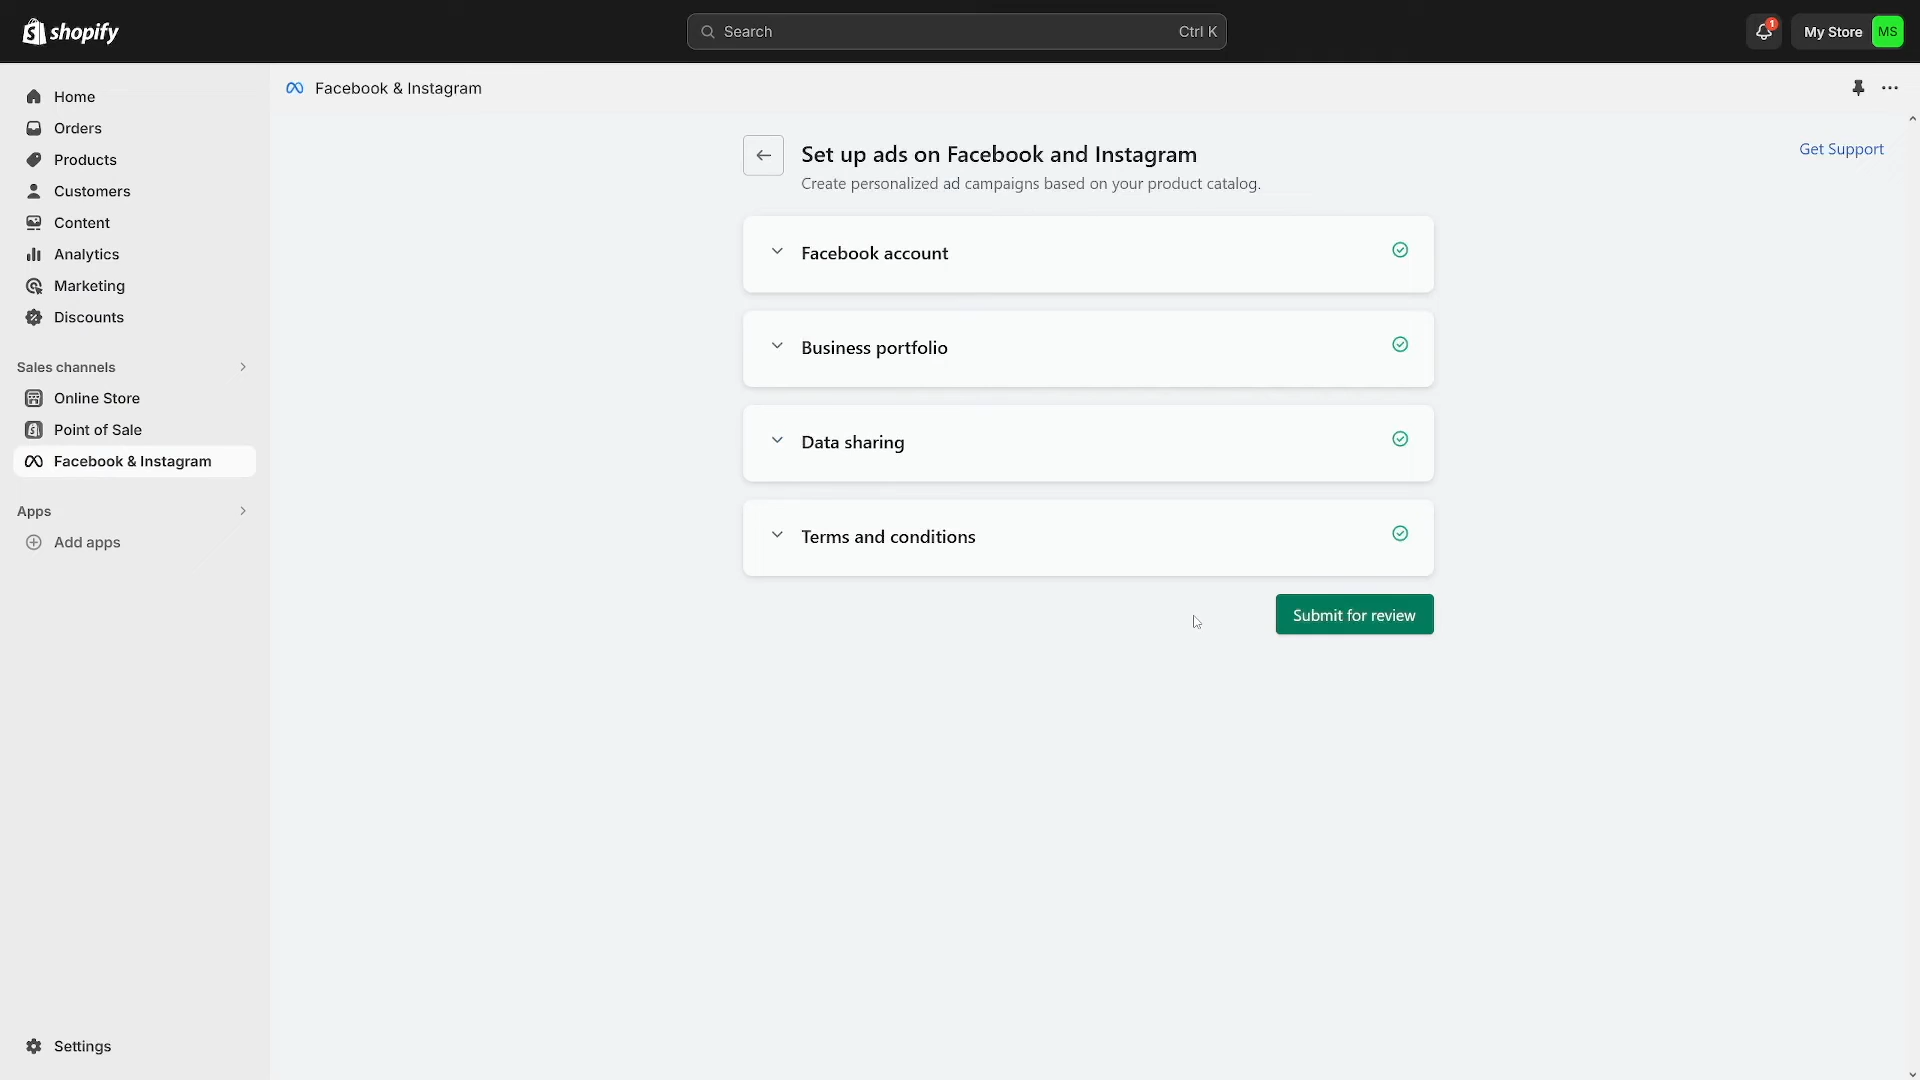 shopify
Search
Ctrl K
1
My Store
MS
Home
Orders
Products
Customers
Content
Analytics
Marketing
Discounts
Sales channels
Online Store
Point of Sale
Facebook & Instagram
Apps
Add apps
Settings
Facebook & Instagram
Get Support
Set up ads on Facebook and Instagram
Create personalized ad campaigns based on your product catalog.
Facebook account
Business portfolio
Data sharing
Terms and conditions
Submit for review